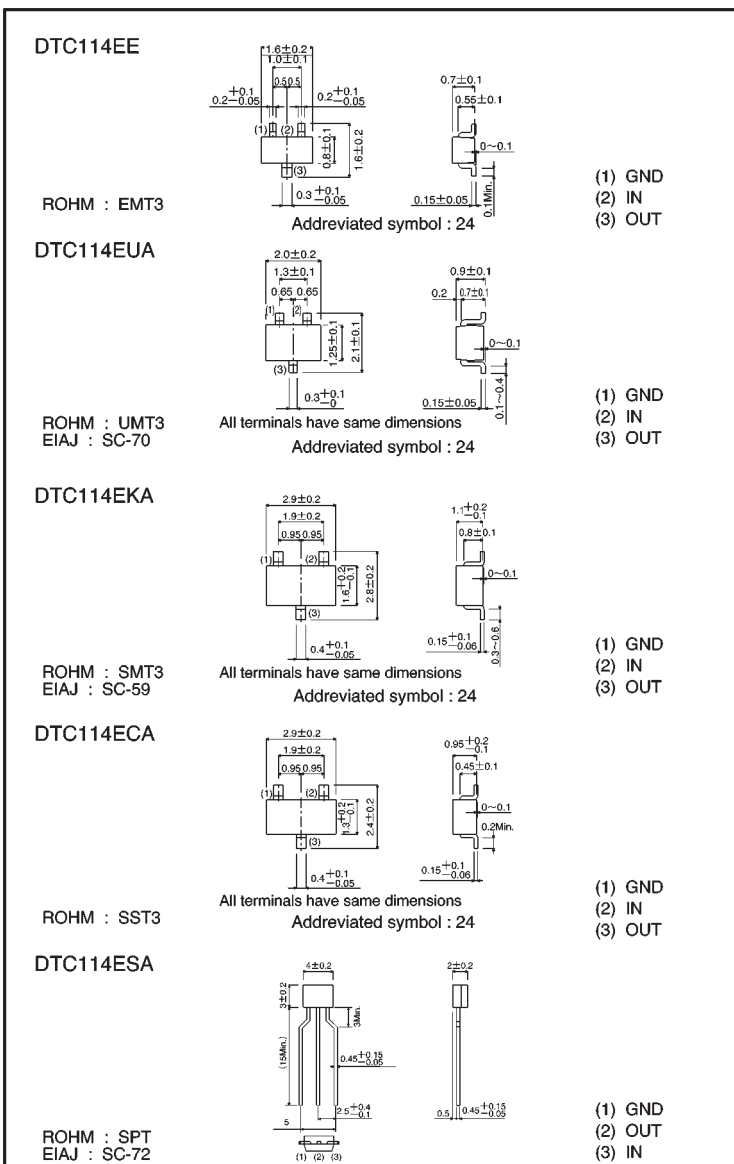 DTC114EE
1.6±0.2
1.0±0.1
0.5 0.5
0.2 +0.1 −0.05
0.2 +0.1 −0.05
(1) (2)
0.8±0.1
1.6±0.2
(3)
0.3 +0.1 −0.05
0.7±0.1
0.55±0.1
0~0.1
0.15±0.05
0.1Min.
ROHM : EMT3
Addreviated symbol : 24
(1) GND
(2) IN
(3) OUT
DTC114EUA
2.0±0.2
1.3±0.1
0.65 0.65
(1) (2)
1.25±0.1
2.1±0.1
(3)
0.3 +0.1 −0
0.9±0.1
0.2 0.7±0.1
0~0.1
0.15±0.05
0.1~0.4
ROHM : UMT3
EIAJ : SC-70
All terminals have same dimensions
Addreviated symbol : 24
(1) GND
(2) IN
(3) OUT
DTC114EKA
2.9±0.2
1.9±0.2
0.95 0.95
(1) (2)
1.6 +0.2 −0.1
2.8±0.2
(3)
0.4 +0.1 −0.05
1.1 +0.2 −0.1
0.8±0.1
0~0.1
0.15 +0.1 −0.06
0.3~0.6
ROHM : SMT3
EIAJ : SC-59
All terminals have same dimensions
Addreviated symbol : 24
(1) GND
(2) IN
(3) OUT
DTC114ECA
2.9±0.2
1.9±0.2
0.95 0.95
(1) (2)
1.3 +0.2 −0.1
2.4±0.2
(3)
0.4 +0.1 −0.05
0.95 +0.2 −0.1
0.45±0.1
0~0.1
0.2Min.
0.15 +0.1 −0.06
ROHM : SST3
All terminals have same dimensions
Addreviated symbol : 24
(1) GND
(2) IN
(3) OUT
DTC114ESA
4±0.2
2±0.2
3±0.2
3Min.
(15Min.)
0.45 +0.15 −0.05
2.5 +0.4 −0.1
5
0.5
0.45 +0.15 −0.05
(1) (2) (3)
ROHM : SPT
EIAJ : SC-72
(1) GND
(2) OUT
(3) IN